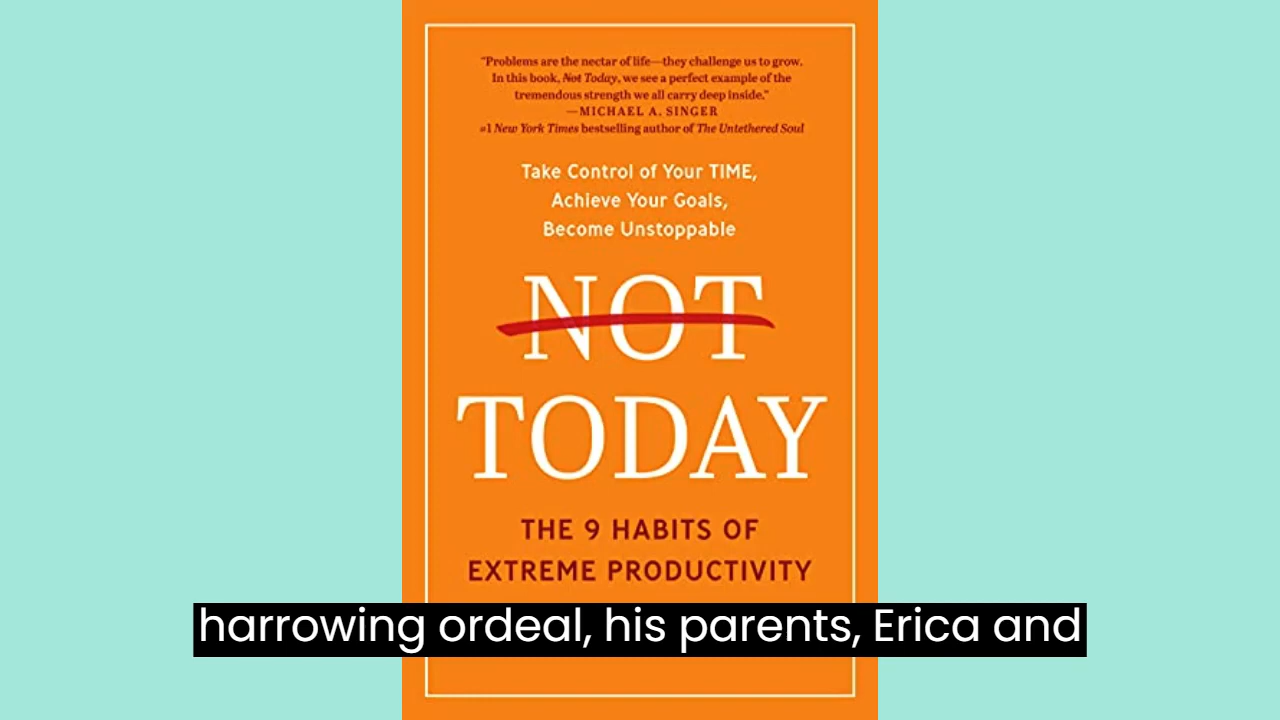 "Problems are the nectar of life—they challenge us to grow.
In this book, Not Today, we see a perfect example of the
tremendous strength we all carry deep inside."
—MICHAEL A. SINGER
#1 New York Times bestselling author of The Untethered Soul
Take Control of Your TIME,
Achieve Your Goals,
Become Unstoppable
NOT
TODAY
THE 9 HABITS OF
EXTREME PRODUCTIVITY
harrowing ordeal, his parents, Erica and